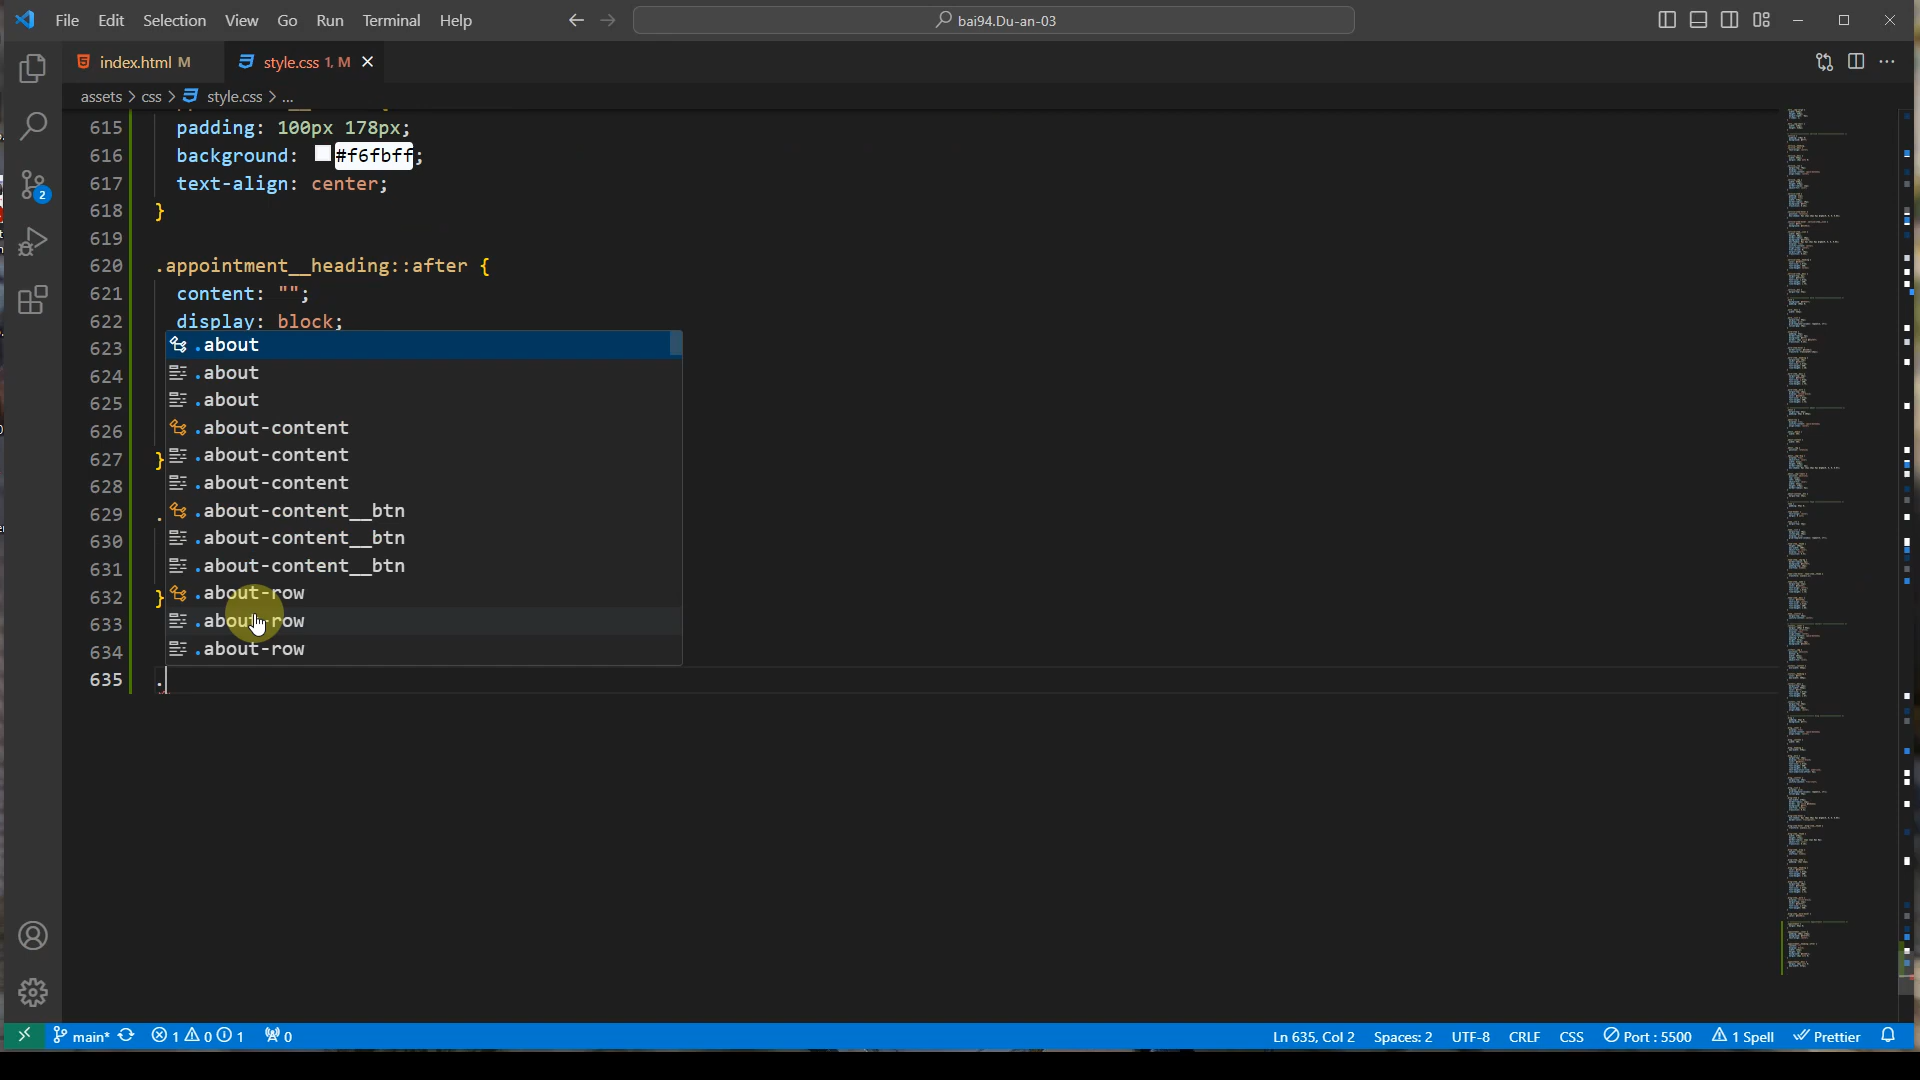 File Edit Selection View Go Run Terminal Help
bai94.Du-an-03
index.html M
style.css 1, M
assets > css > style.css > ...
615 padding: 100px 178px;
616 background: #f6fbff;
617 text-align: center;
618 }
619
620 .appointment__heading::after {
621 content: "";
622 display: block;
623 .about
624 .about
625 .about
626 .about-content
627 } .about-content
628 .about-content
629 . .about-content__btn
630 .about-content__btn
631 .about-content__btn
632 } .about-row
633 .about-row
634 .about-row
635 .
main* 1 0 1 0
Ln 635, Col 2 Spaces: 2 UTF-8 CRLF CSS Port : 5500 1 Spell Prettier
2